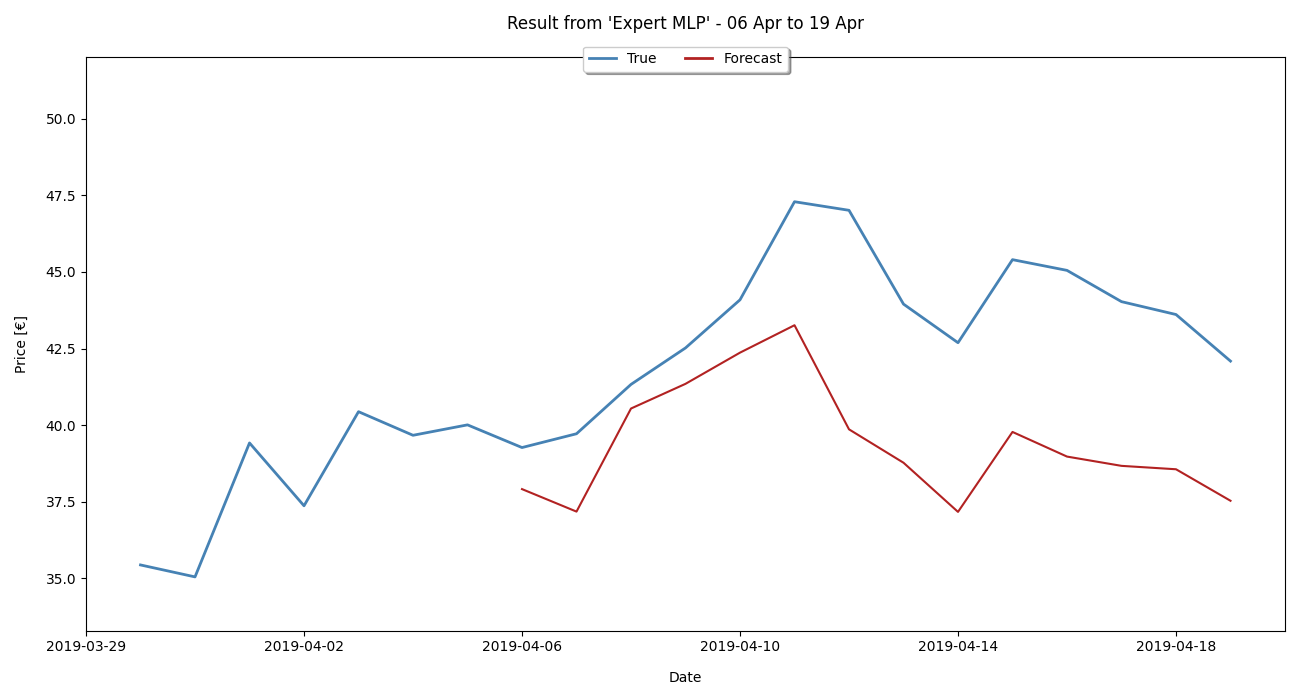 Result from 'Expert MLP' - 06 Apr to 19 Apr
True Forecast
50.0
47.5
45.0
42.5
40.0
37.5
35.0
Price [€]
2019-03-29 2019-04-02 2019-04-06 2019-04-10 2019-04-14 2019-04-18
Date